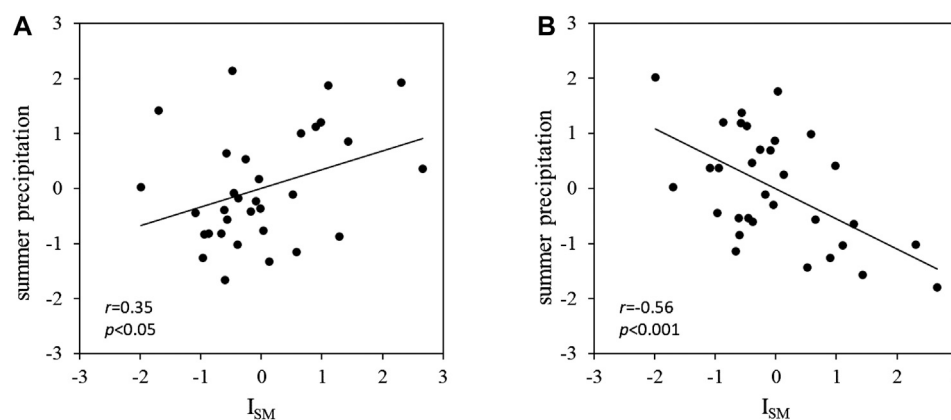 A
3
2
1
0
-1
-2
-3
summer precipitation
r=0.35
p<0.05
-3 -2 -1 0 1 2 3
I_SM
B
3
2
1
0
-1
-2
-3
summer precipitation
r=-0.56
p<0.001
-3 -2 -1 0 1 2
I_SM